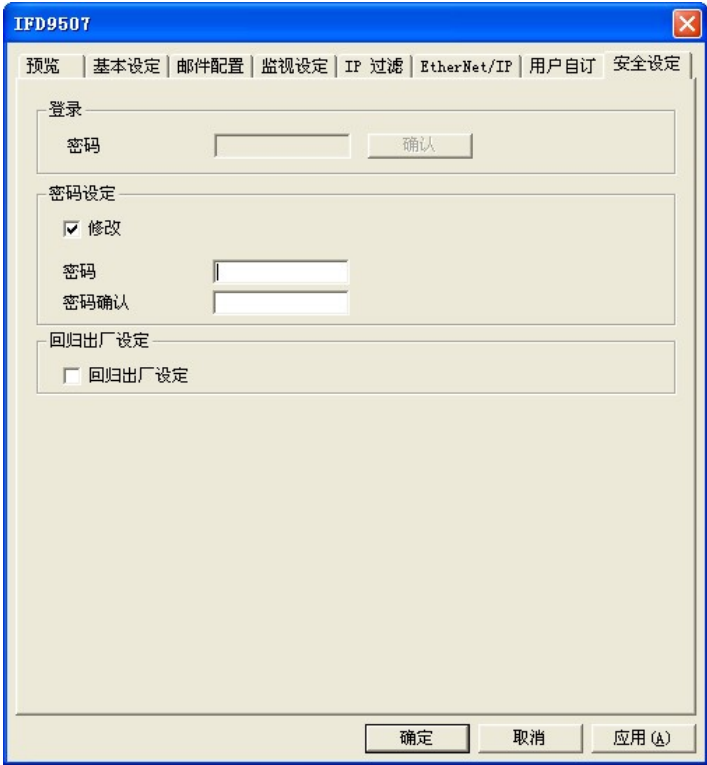 IFD9507
预览 基本设定 邮件配置 监视设定 IP 过滤 EtherNet/IP 用户自订 安全设定
登录
密码 确认
密码设定
修改
密码
密码确认
回归出厂设定
回归出厂设定
确定 取消 应用(A)